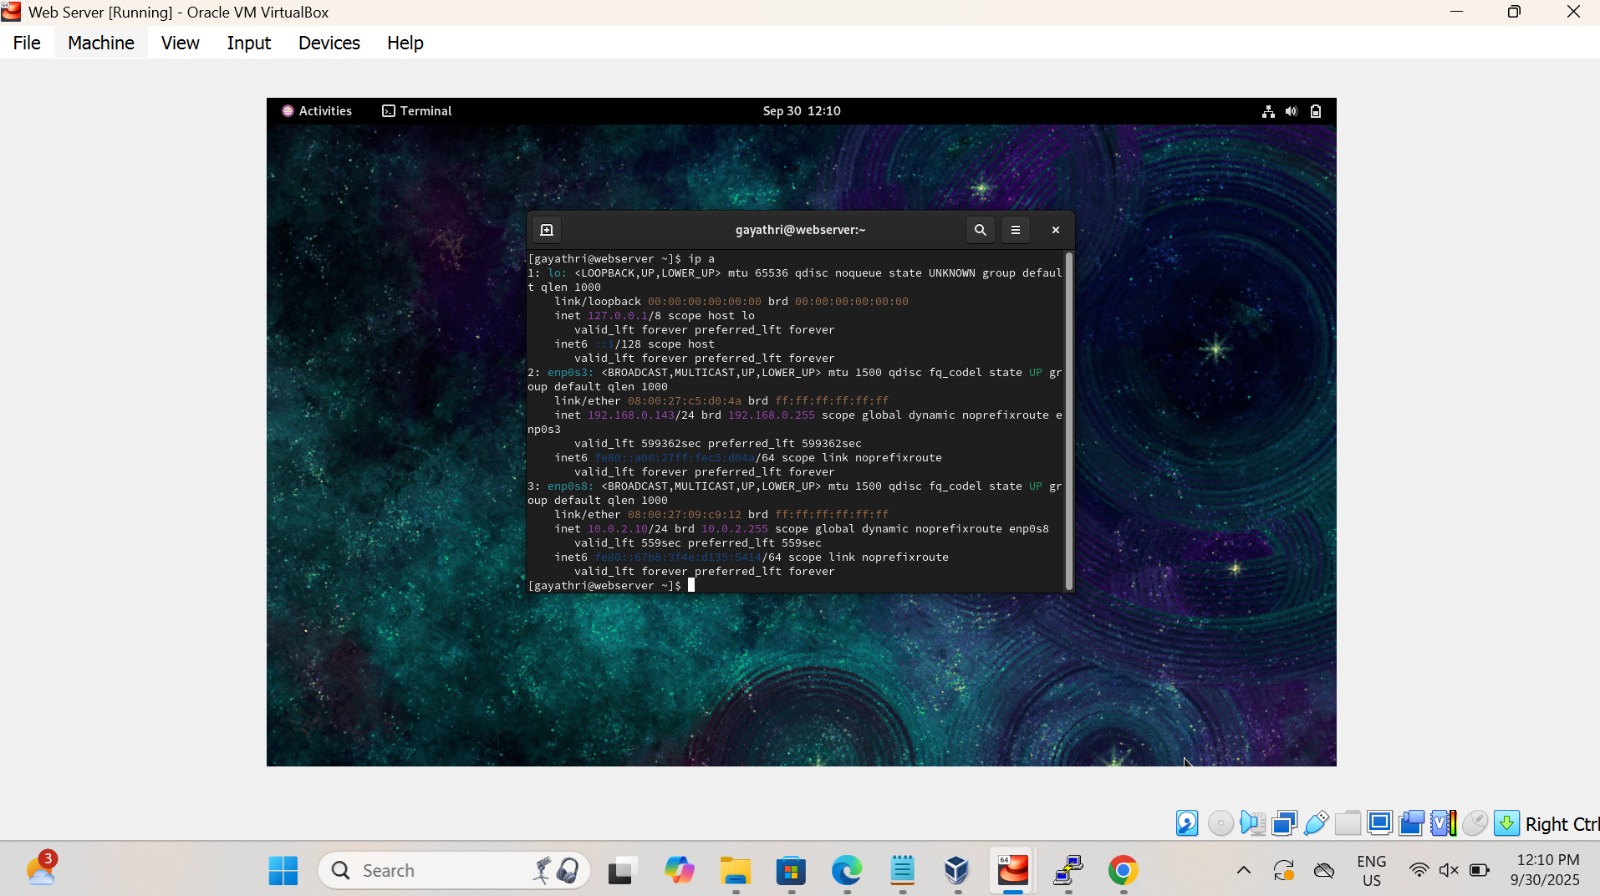 Web Server [Running] - Oracle VM VirtualBox
File Machine View Input Devices Help
Activities Terminal Sep 30 12:10
gayathri@webserver:~
[gayathri@webserver ~]$ ip a
1: lo: <LOOPBACK,UP,LOWER_UP> mtu 65536 qdisc noqueue state UNKNOWN group defaul
t qlen 1000
link/loopback 00:00:00:00:00:00 brd 00:00:00:00:00:00
inet 127.0.0.1/8 scope host lo
valid_lft forever preferred_lft forever
inet6 ::1/128 scope host
valid_lft forever preferred_lft forever
2: enp0s3: <BROADCAST,MULTICAST,UP,LOWER_UP> mtu 1500 qdisc fq_codel state UP gr
oup default qlen 1000
link/ether 08:00:27:c5:d0:4a brd ff:ff:ff:ff:ff:ff
inet 192.168.0.143/24 brd 192.168.0.255 scope global dynamic noprefixroute e
np0s3
valid_lft 599362sec preferred_lft 599362sec
inet6 fe80::a00:27ff:fec5:d04a/64 scope link noprefixroute
valid_lft forever preferred_lft forever
3: enp0s8: <BROADCAST,MULTICAST,UP,LOWER_UP> mtu 1500 qdisc fq_codel state UP gr
oup default qlen 1000
link/ether 08:00:27:09:c9:12 brd ff:ff:ff:ff:ff:ff
inet 10.0.2.10/24 brd 10.0.2.255 scope global dynamic noprefixroute enp0s8
valid_lft 559sec preferred_lft 559sec
inet6 fe80::67b8:3f4e:d135:5414/64 scope link noprefixroute
valid_lft forever preferred_lft forever
[gayathri@webserver ~]$
Right Ctrl
3
Search
64
ENG
US
12:10 PM
9/30/2025